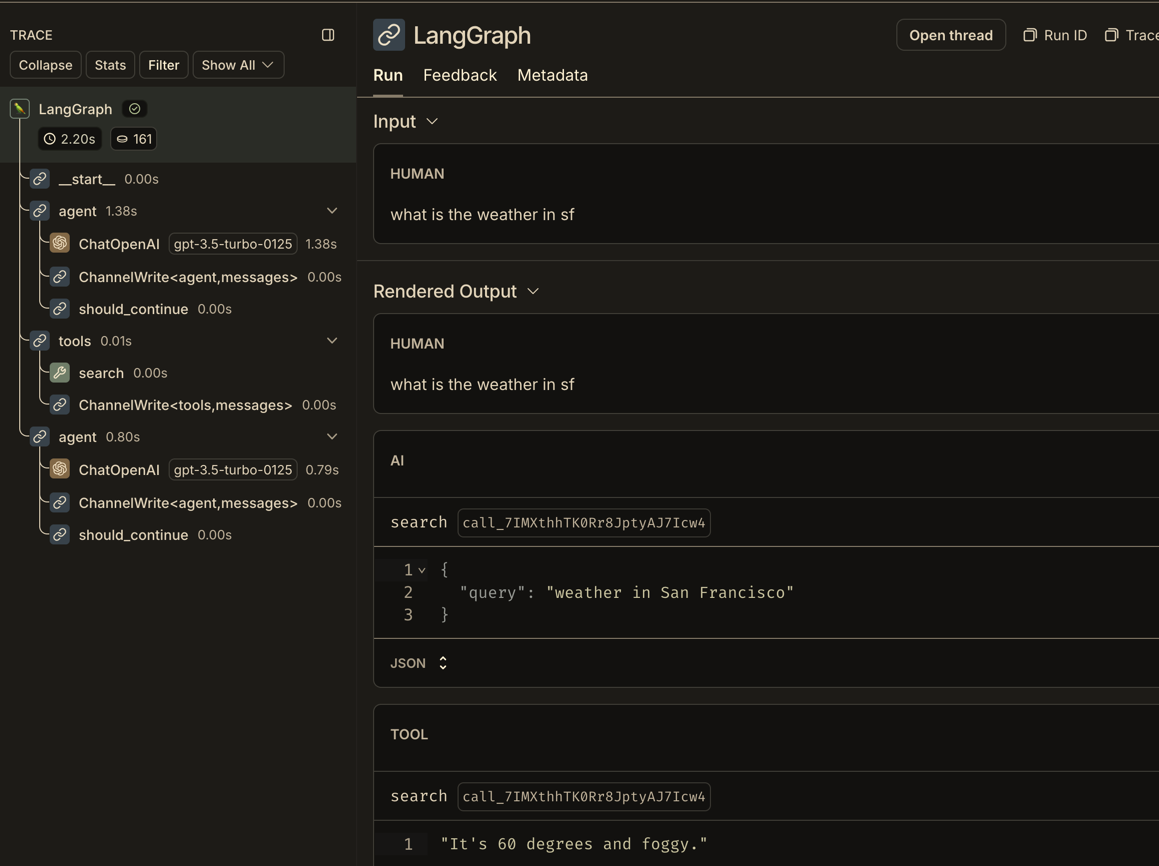 TRACE
Collapse Stats Filter Show All
LangGraph
2.20s 161
__start__ 0.00s
agent 1.38s
ChatOpenAI gpt-3.5-turbo-0125 1.38s
ChannelWrite<agent,messages> 0.00s
should_continue 0.00s
tools 0.01s
search 0.00s
ChannelWrite<tools,messages> 0.00s
agent 0.80s
ChatOpenAI gpt-3.5-turbo-0125 0.79s
ChannelWrite<agent,messages> 0.00s
should_continue 0.00s
LangGraph
Open thread Run ID Trace
Run Feedback Metadata
Input
HUMAN
what is the weather in sf
Rendered Output
HUMAN
what is the weather in sf
AI
search call_7IMXthhTK0Rr8JptyAJ7Icw4
1 {
2 "query": "weather in San Francisco"
3 }
JSON
TOOL
search call_7IMXthhTK0Rr8JptyAJ7Icw4
1 "It's 60 degrees and foggy."